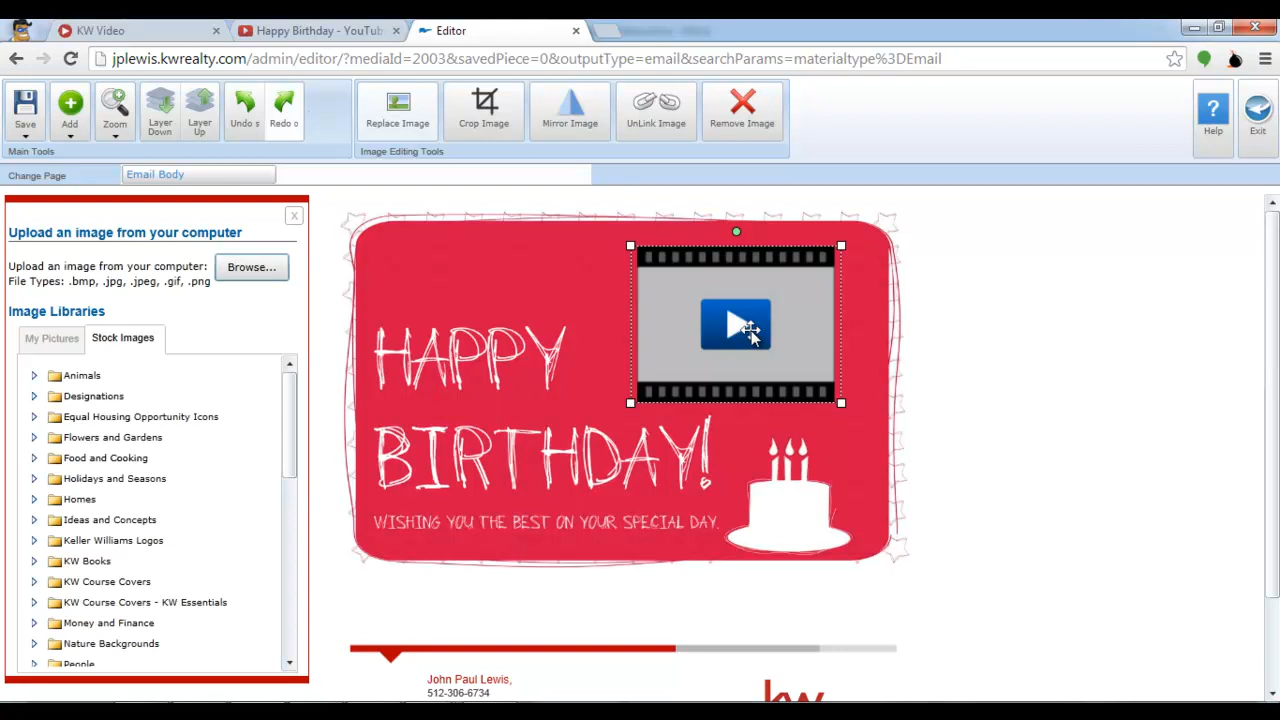 KW Video
Happy Birthday - YouTub
Editor
jplewis.kwrealty.com/admin/editor/?mediaId=2003&savedPiece=0&outputType=email&searchParams=materialtype%3DEmail
Save Add Zoom Layer Down Layer Up Undo s Redo o Replace Image Crop Image Mirror Image UnLink Image Remove Image Help Exit
Main Tools Image Editing Tools
Change Page Email Body
X
Upload an image from your computer
Upload an image from your computer: Browse...
File Types: .bmp, .jpg, .jpeg, .gif, .png
Image Libraries
My Pictures Stock Images
Animals
Designations
Equal Housing Opportunity Icons
Flowers and Gardens
Food and Cooking
Holidays and Seasons
Homes
Ideas and Concepts
Keller Williams Logos
KW Books
KW Course Covers
KW Course Covers - KW Essentials
Money and Finance
Nature Backgrounds
People
HAPPY
BIRTHDAY!
WISHING YOU THE BEST ON YOUR SPECIAL DAY.
John Paul Lewis,
512-306-6734
kw